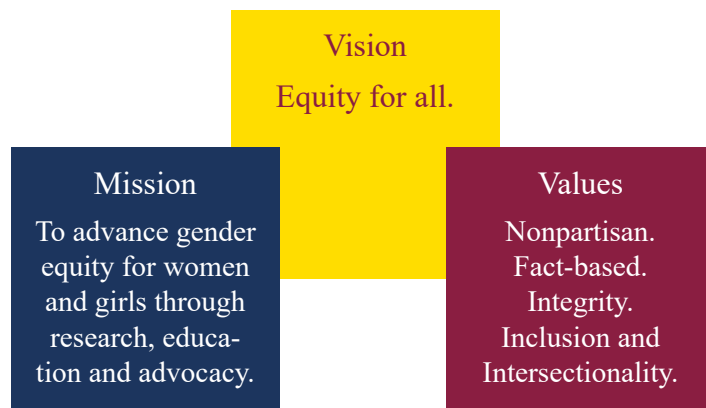 Vision
Equity for all.
Mission
To advance gender
equity for women
and girls through
research, educa-
tion and advocacy.
Values
Nonpartisan.
Fact-based.
Integrity.
Inclusion and
Intersectionality.